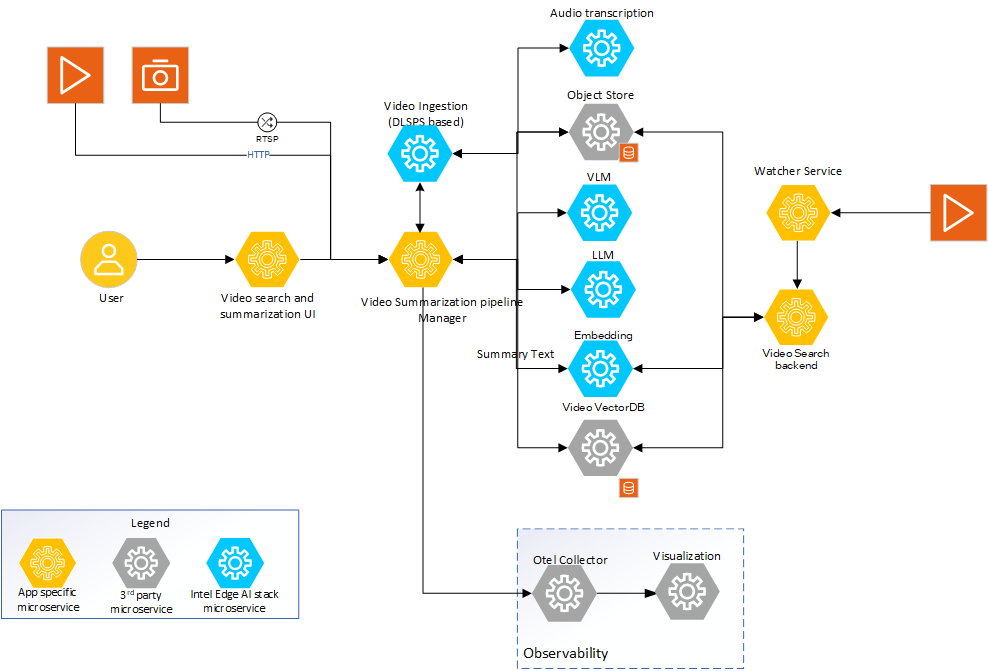 Audio transcription
Object Store
Video Ingestion
(DLSPS based)
RTSP
HTTP
VLM
Watcher Service
LLM
User
Video search and
summarization UI
Video Summarization pipeline
Manager
Embedding
Summary Text
Video Search
backend
Video VectorDB
Legend
App specific
microservice
3rd party
microservice
Intel Edge AI stack
microservice
Otel Collector
Visualization
Observability